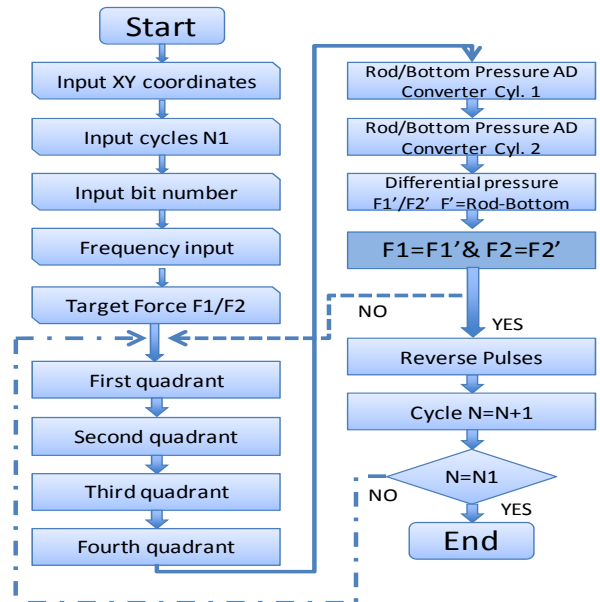 Start
Input XY coordinates
Input cycles N1
Input bit number
Frequency input
Target Force F1/F2
First quadrant
Second quadrant
Third quadrant
Fourth quadrant
Rod/Bottom Pressure AD
Converter Cyl. 1
Rod/Bottom Pressure AD
Converter Cyl. 2
Differential pressure
F1'/F2' F'=Rod-Bottom
F1=F1'& F2=F2'
NO
YES
Reverse Pulses
Cycle N=N+1
N=N1
NO
YES
End